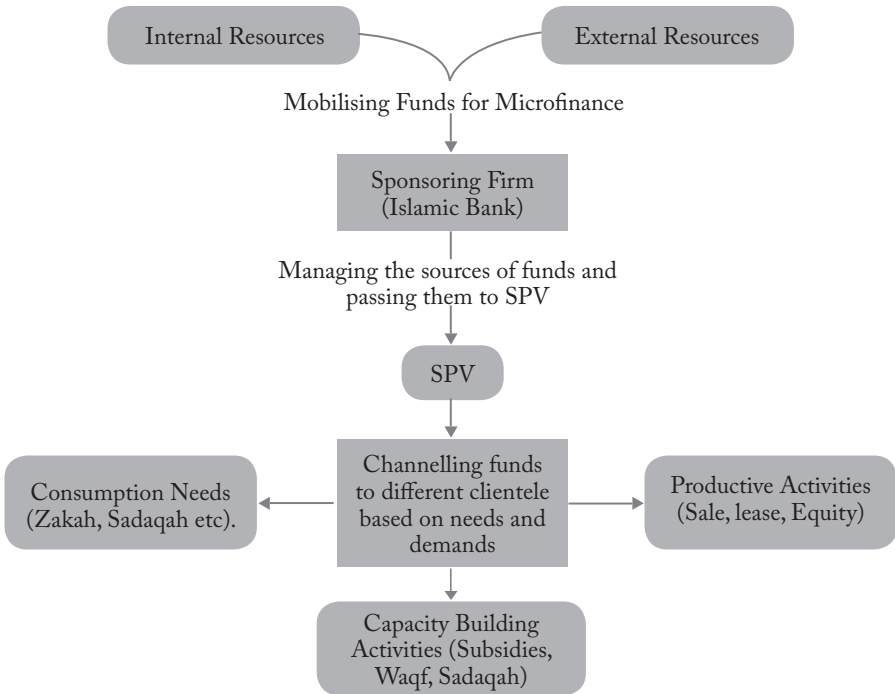 Internal Resources
External Resources
Mobilising Funds for Microfinance
Sponsoring Firm
(Islamic Bank)
Managing the sources of funds and
passing them to SPV
SPV
Channelling funds
to different clientele
based on needs and
demands
Consumption Needs
(Zakah, Sadaqah etc).
Productive Activities
(Sale, lease, Equity)
Capacity Building
Activities (Subsidies,
Waqf, Sadaqah)